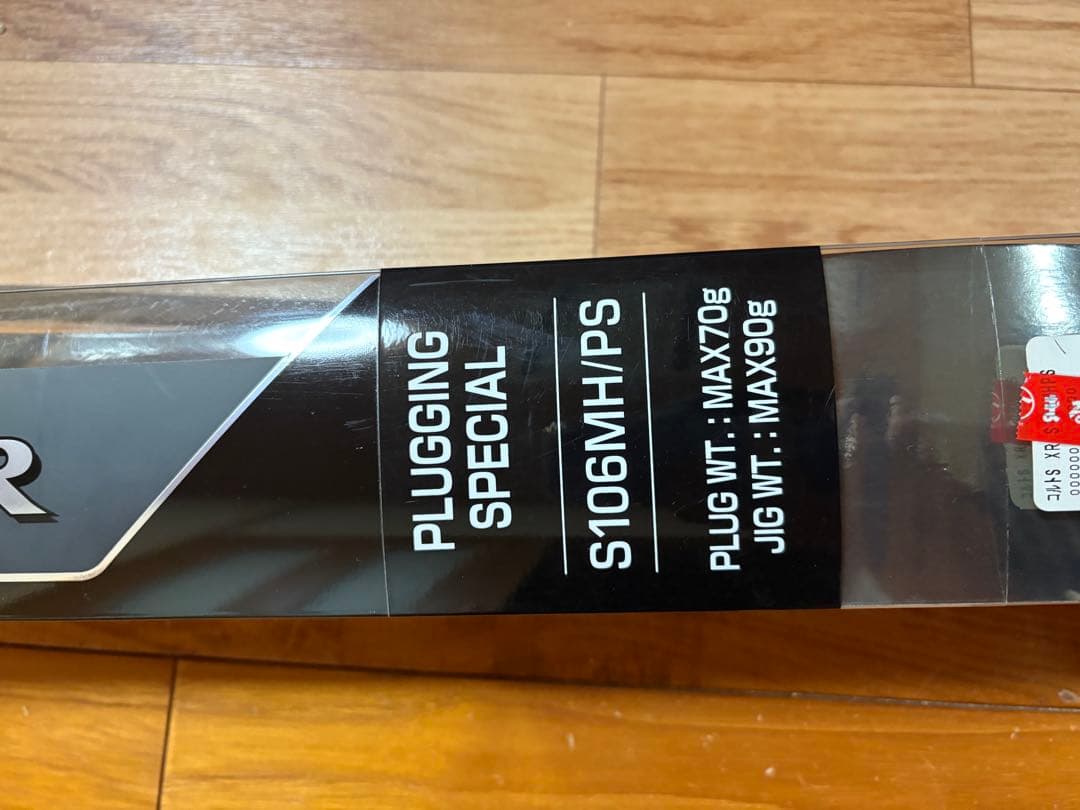 R
PLUGGING
SPECIAL
S106MH/PS
PLUG WT. : MAX70g
JIG WT. : MAX90g